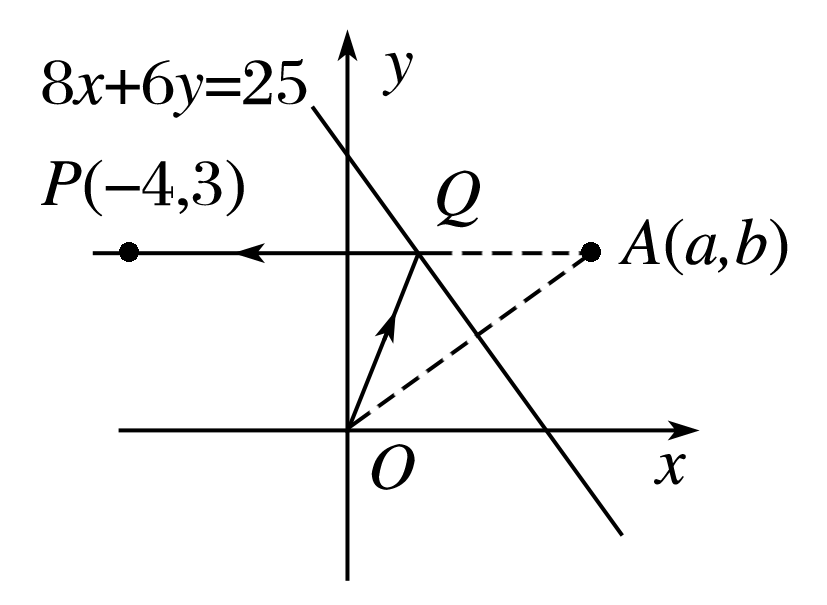 8x+6y=25
y
P(−4,3)
Q
A(a,b)
O
x